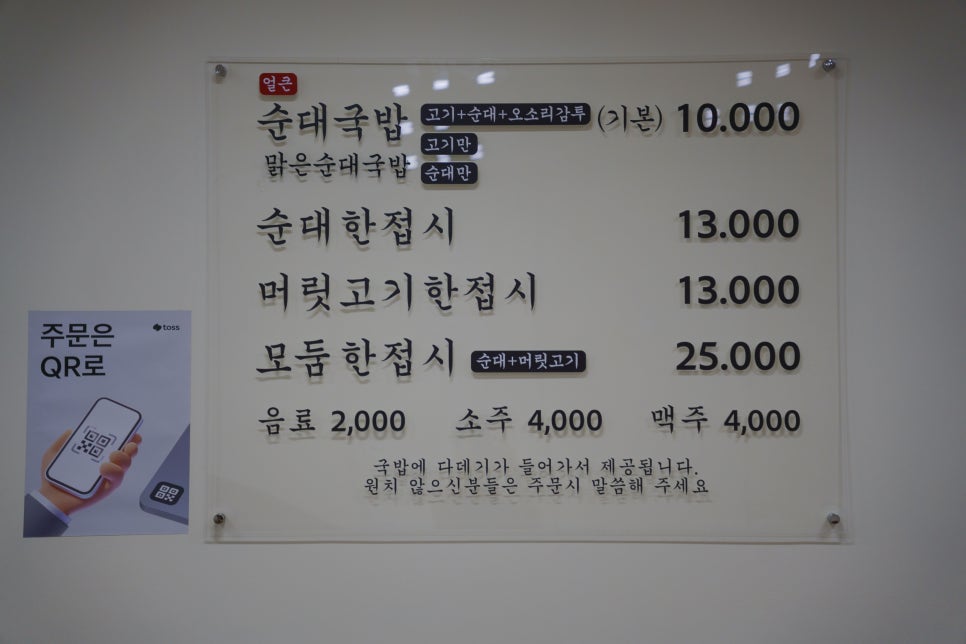 얼큰
순대국밥 고기+순대+오소리감투 (기본) 10.000
고기만
맑은순대국밥 순대만
순대한접시 13.000
머릿고기한접시 13.000
모둠한접시 순대+머릿고기 25.000
음료 2,000 소주 4,000 맥주 4,000
국밥에 다데기가 들어가서 제공됩니다.
원치 않으신분들은 주문시 말씀해 주세요
주문은 toss
QR로